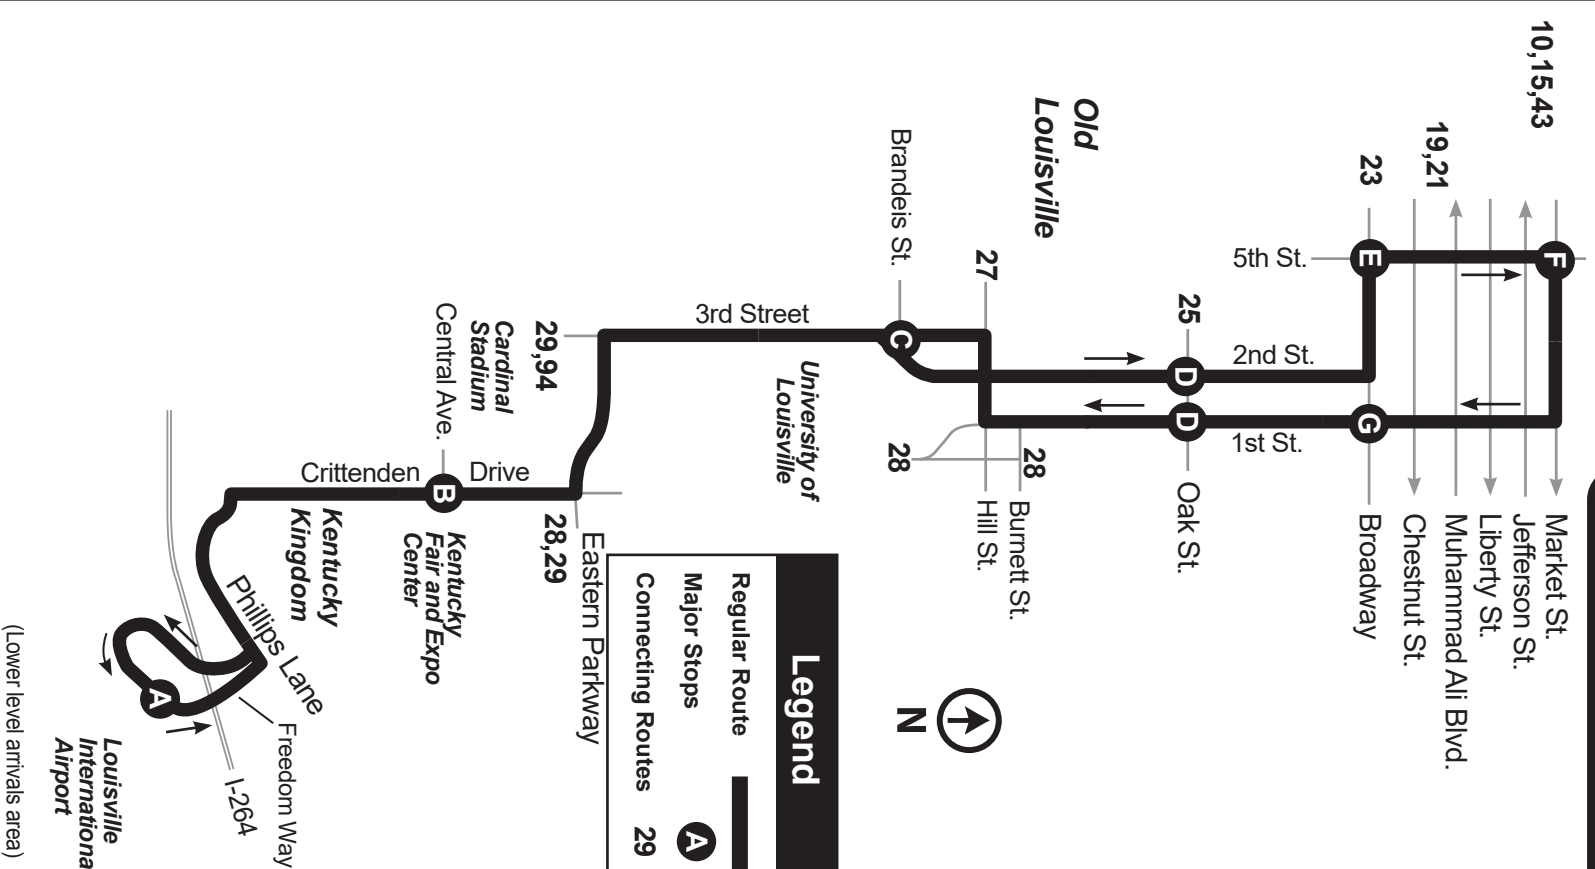 10,15,43
19,21
23
Market St.
Jefferson St.
Liberty St.
Muhammad Ali Blvd.
Chestnut St.
Broadway
F
E
G
5th St.
2nd St.
1st St.
25
D
D
Oak St.
Old
Louisville
27
28
28
Burnett St.
Hill St.
Brandeis St.
C
3rd Street
University of
Louisville
29,94
Cardinal
Stadium
Central Ave.
28,29
Eastern Parkway
Crittenden
B
Drive
Kentucky
Fair and Expo
Center
Kentucky
Kingdom
Phillips Lane
Freedom Way
I-264
A
Louisville
Internationa
Airport
(Lower level arrivals area)
N
Legend
Regular Route
Major Stops A
Connecting Routes 29